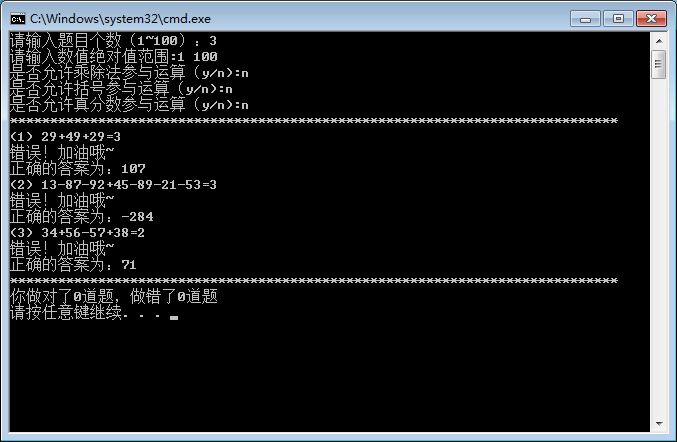 C:\Windows\system32\cmd.exe
请输入题目个数（1~100）：3
请输入数值绝对值范围:1 100
是否允许乘除法参与运算（y/n):n
是否允许括号参与运算（y/n):n
是否允许真分数参与运算（y/n):n
****************************************************************************
(1) 29+49+29=3
错误！加油哦~
正确的答案为：107
(2) 13-87-92+45-89-21-53=3
错误！加油哦~
正确的答案为：-284
(3) 34+56-57+38=2
错误！加油哦~
正确的答案为：71
****************************************************************************
你做对了0道题，做错了0道题
请按任意键继续. . .